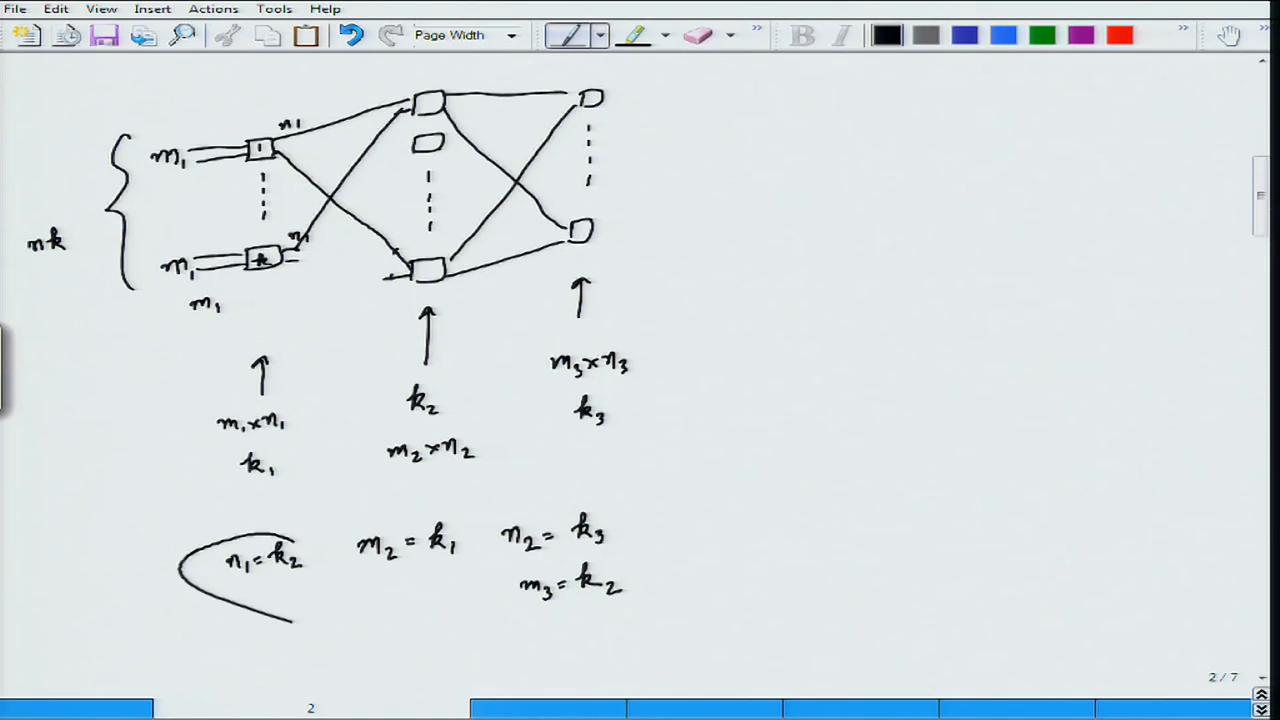 File Edit View Insert Actions Tools Help
Page Width
n₁
m₁ 1
nk
n₁
m₁ k
m₁
m₃×n₃
k₂
k₃
m₁×n₁
m₂×n₂
k₁
n₁=k₂ m₂ = k₁ n₂ = k₃
m₃ = k₂
2 / 7
2